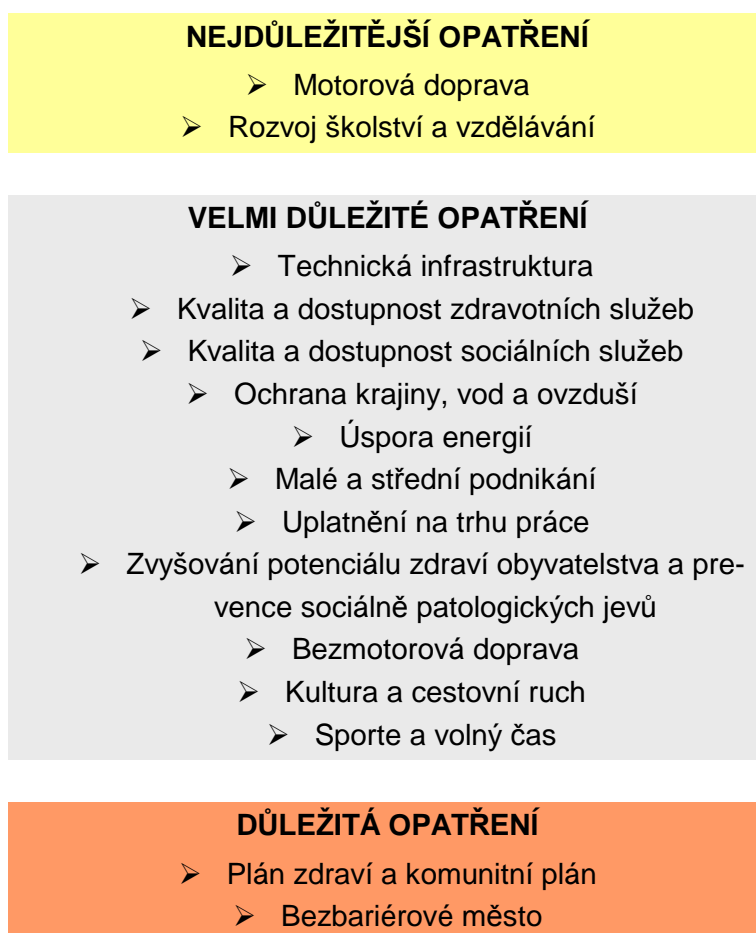 NEJDŮLEŽITĚJŠÍ OPATŘENÍ
➢ Motorová doprava
➢ Rozvoj školství a vzdělávání
VELMI DŮLEŽITÉ OPATŘENÍ
➢ Technická infrastruktura
➢ Kvalita a dostupnost zdravotních služeb
➢ Kvalita a dostupnost sociálních služeb
➢ Ochrana krajiny, vod a ovzduší
➢ Úspora energií
➢ Malé a střední podnikání
➢ Uplatnění na trhu práce
➢ Zvyšování potenciálu zdraví obyvatelstva a pre-
vence sociálně patologických jevů
➢ Bezmotorová doprava
➢ Kultura a cestovní ruch
➢ Sporte a volný čas
DŮLEŽITÁ OPATŘENÍ
➢ Plán zdraví a komunitní plán
➢ Bezbariérové město